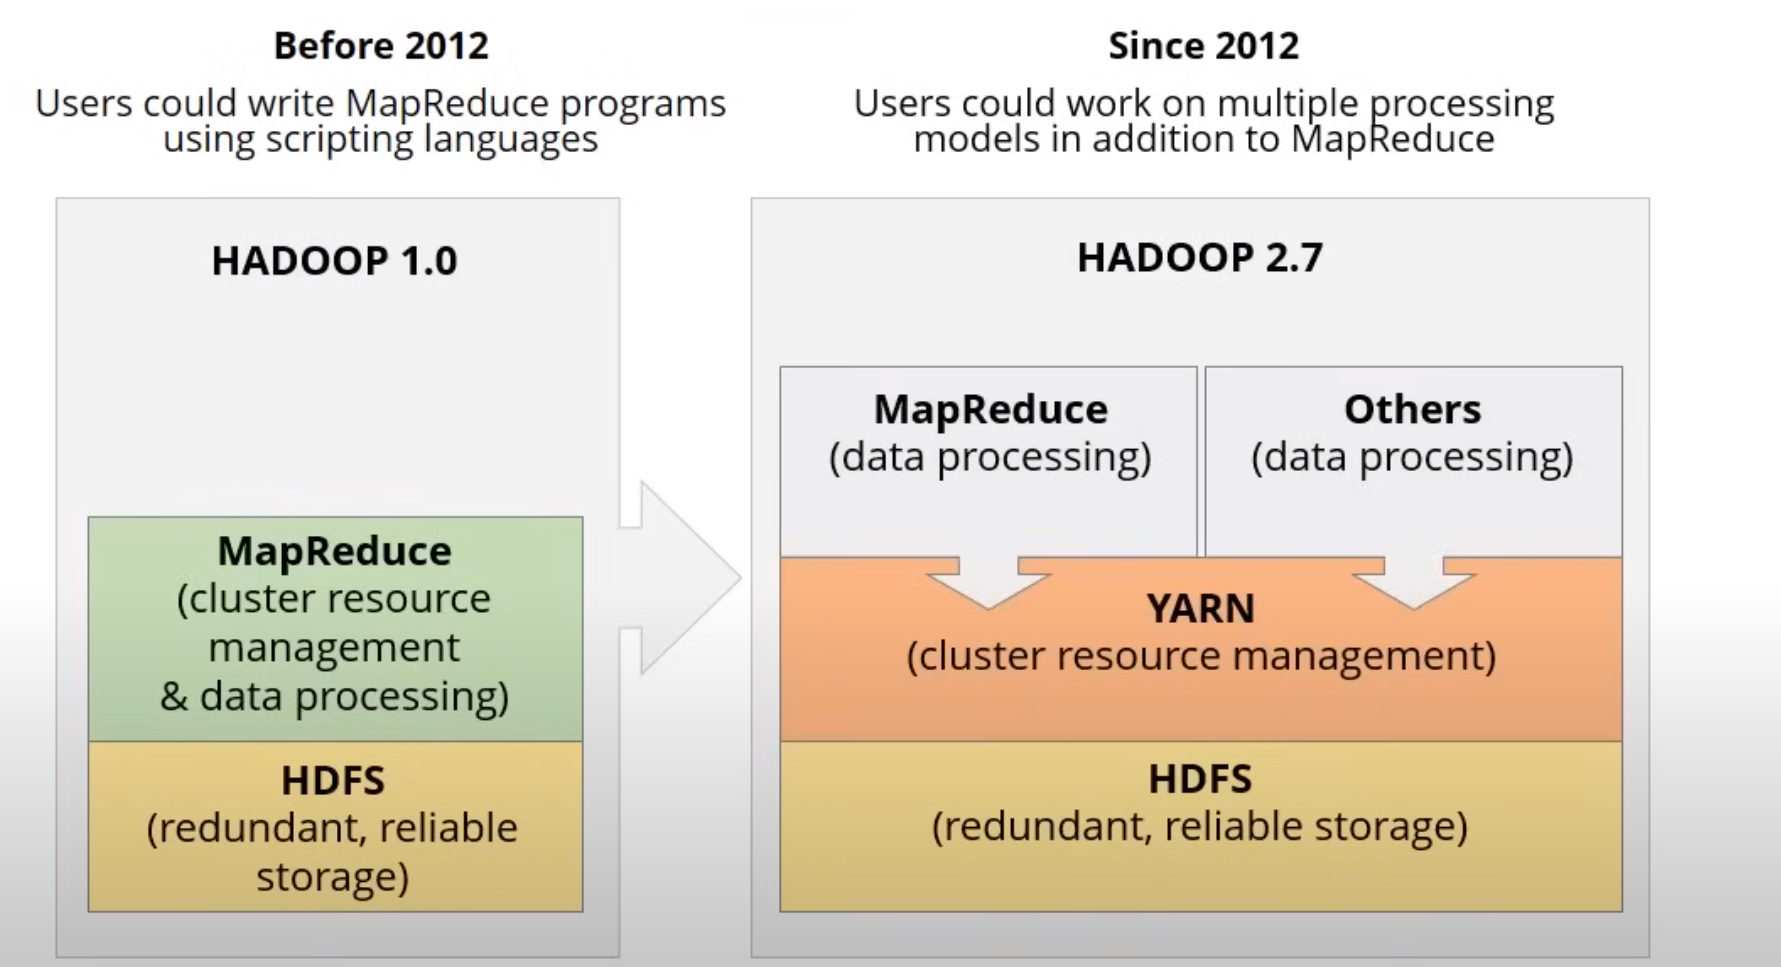 Before 2012
Users could write MapReduce programs
using scripting languages
HADOOP 1.0
MapReduce
(cluster resource
management
& data processing)
HDFS
(redundant, reliable
storage)
Since 2012
Users could work on multiple processing
models in addition to MapReduce
HADOOP 2.7
MapReduce
(data processing)
Others
(data processing)
YARN
(cluster resource management)
HDFS
(redundant, reliable storage)